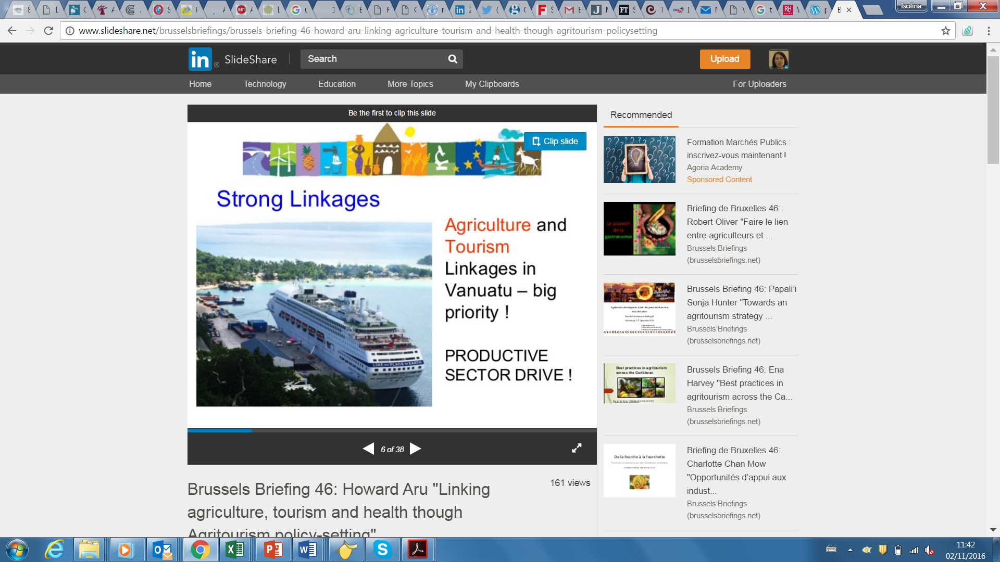 Isolina
www.slideshare.net/brusselsbriefings/brussels-briefing-46-howard-aru-linking-agriculture-tourism-and-health-though-agritourism-policysetting
in® SlideShare
Search
Upload
Home
Technology
Education
More Topics
My Clipboards
For Uploaders
Be the first to clip this slide
Clip slide
Strong Linkages
Agriculture and
Tourism
Linkages in
Vanuatu – big
priority !
PRODUCTIVE
SECTOR DRIVE !
LIKE NO PLACE ON EARTH
6 of 38
161 views
Brussels Briefing 46: Howard Aru "Linking
agriculture, tourism and health though
Agritourism policy-setting"
Recommended
Formation Marchés Publics :
inscrivez-vous maintenant !
Agoria Academy
Sponsored Content
Le pouvoir
de la
gastronomie
Briefing de Bruxelles 46:
Robert Oliver "Faire le lien
entre agriculteurs et ...
Brussels Briefings
(brusselsbriefings.net)
Brussels Briefing 46: Papali'i
Sonja Hunter "Towards an
agritourism strategy ...
Brussels Briefings
(brusselsbriefings.net)
Best practices in agritourism
across the Caribbean
Brussels Briefing 46: Ena
Harvey "Best practices in
agritourism across the Ca...
Brussels Briefings
(brusselsbriefings.net)
De la fourche à la fourchette
Briefing de Bruxelles 46:
Charlotte Chan Mow
"Opportunités d'appui aux
indust...
Brussels Briefings
(brusselsbriefings.net)
11:42
02/11/2016